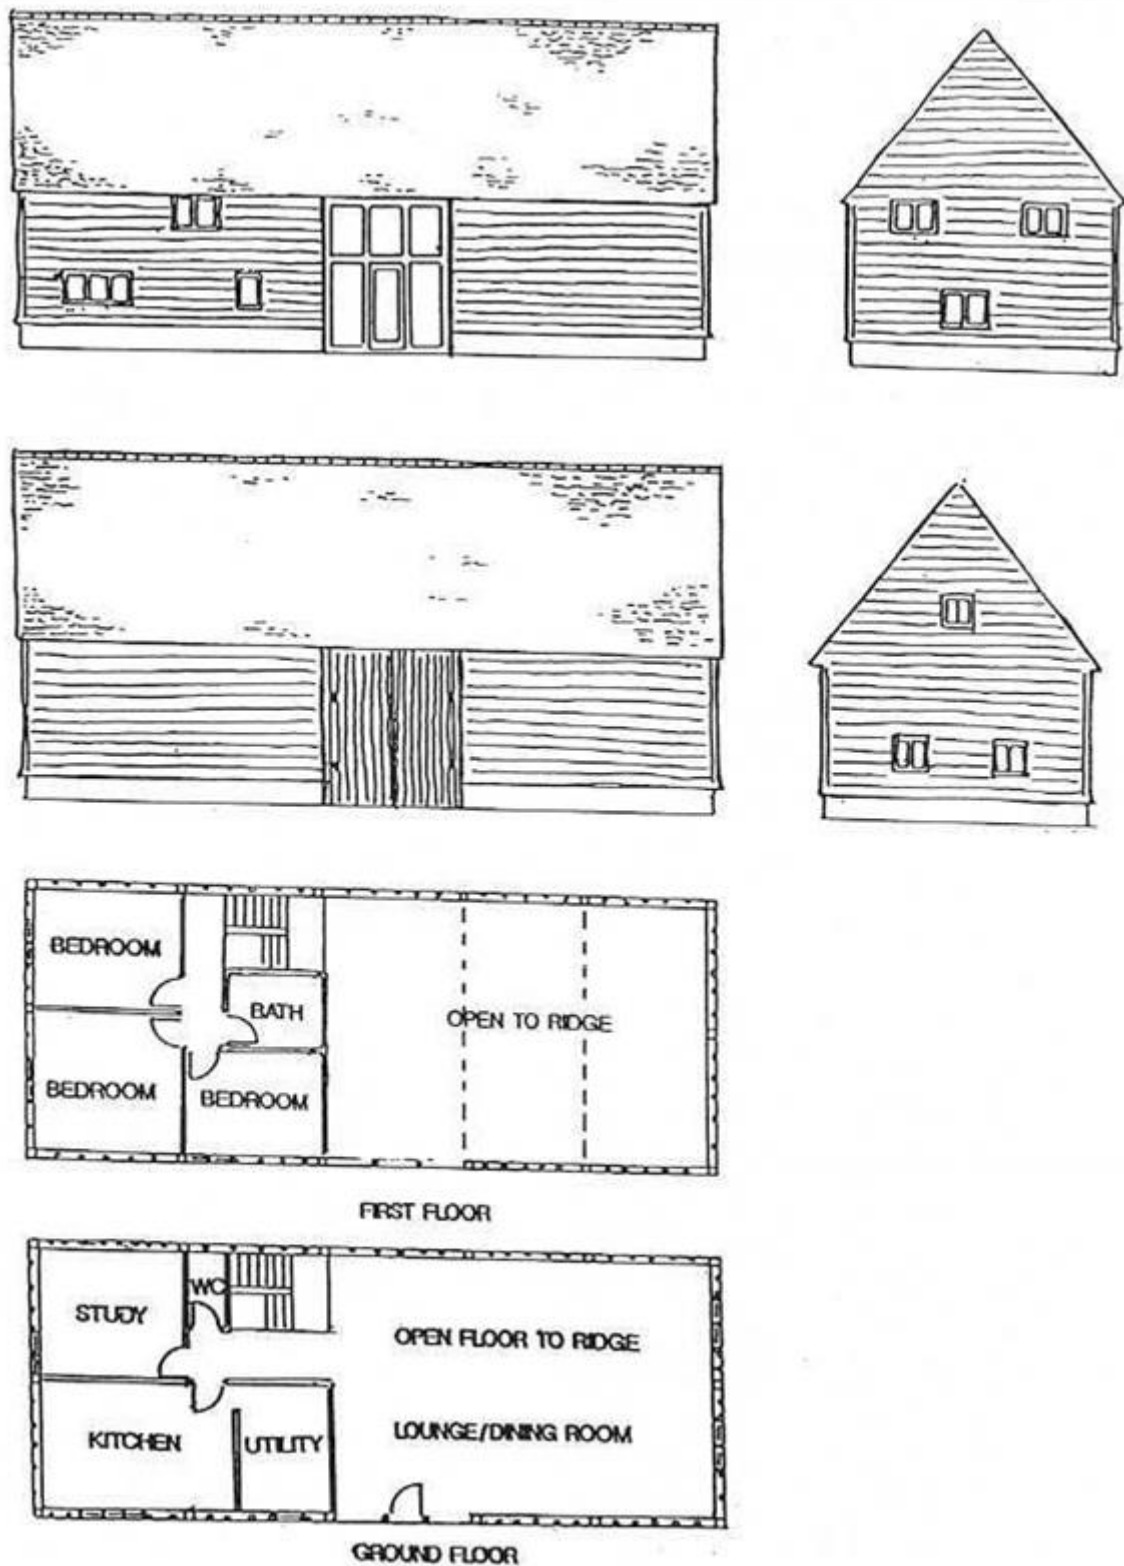 BEDROOM
BATH
OPEN TO RIDGE
BEDROOM
BEDROOM
FIRST FLOOR
WC
STUDY
OPEN FLOOR TO RIDGE
KITCHEN
UTILITY
LOUNGE/DINING ROOM
GROUND FLOOR